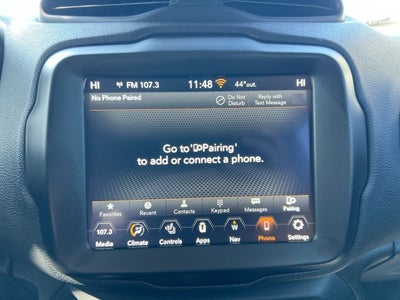 HI FM 107.3 11:48 44°out. HI
No Phone Paired
Do Not Disturb
Reply with Text Message
Go to 'Pairing'
to add or connect a phone.
Favorites Recent Contacts Keypad Messages Pairing
107.3
Media Climate Controls Apps Nav Phone Settings